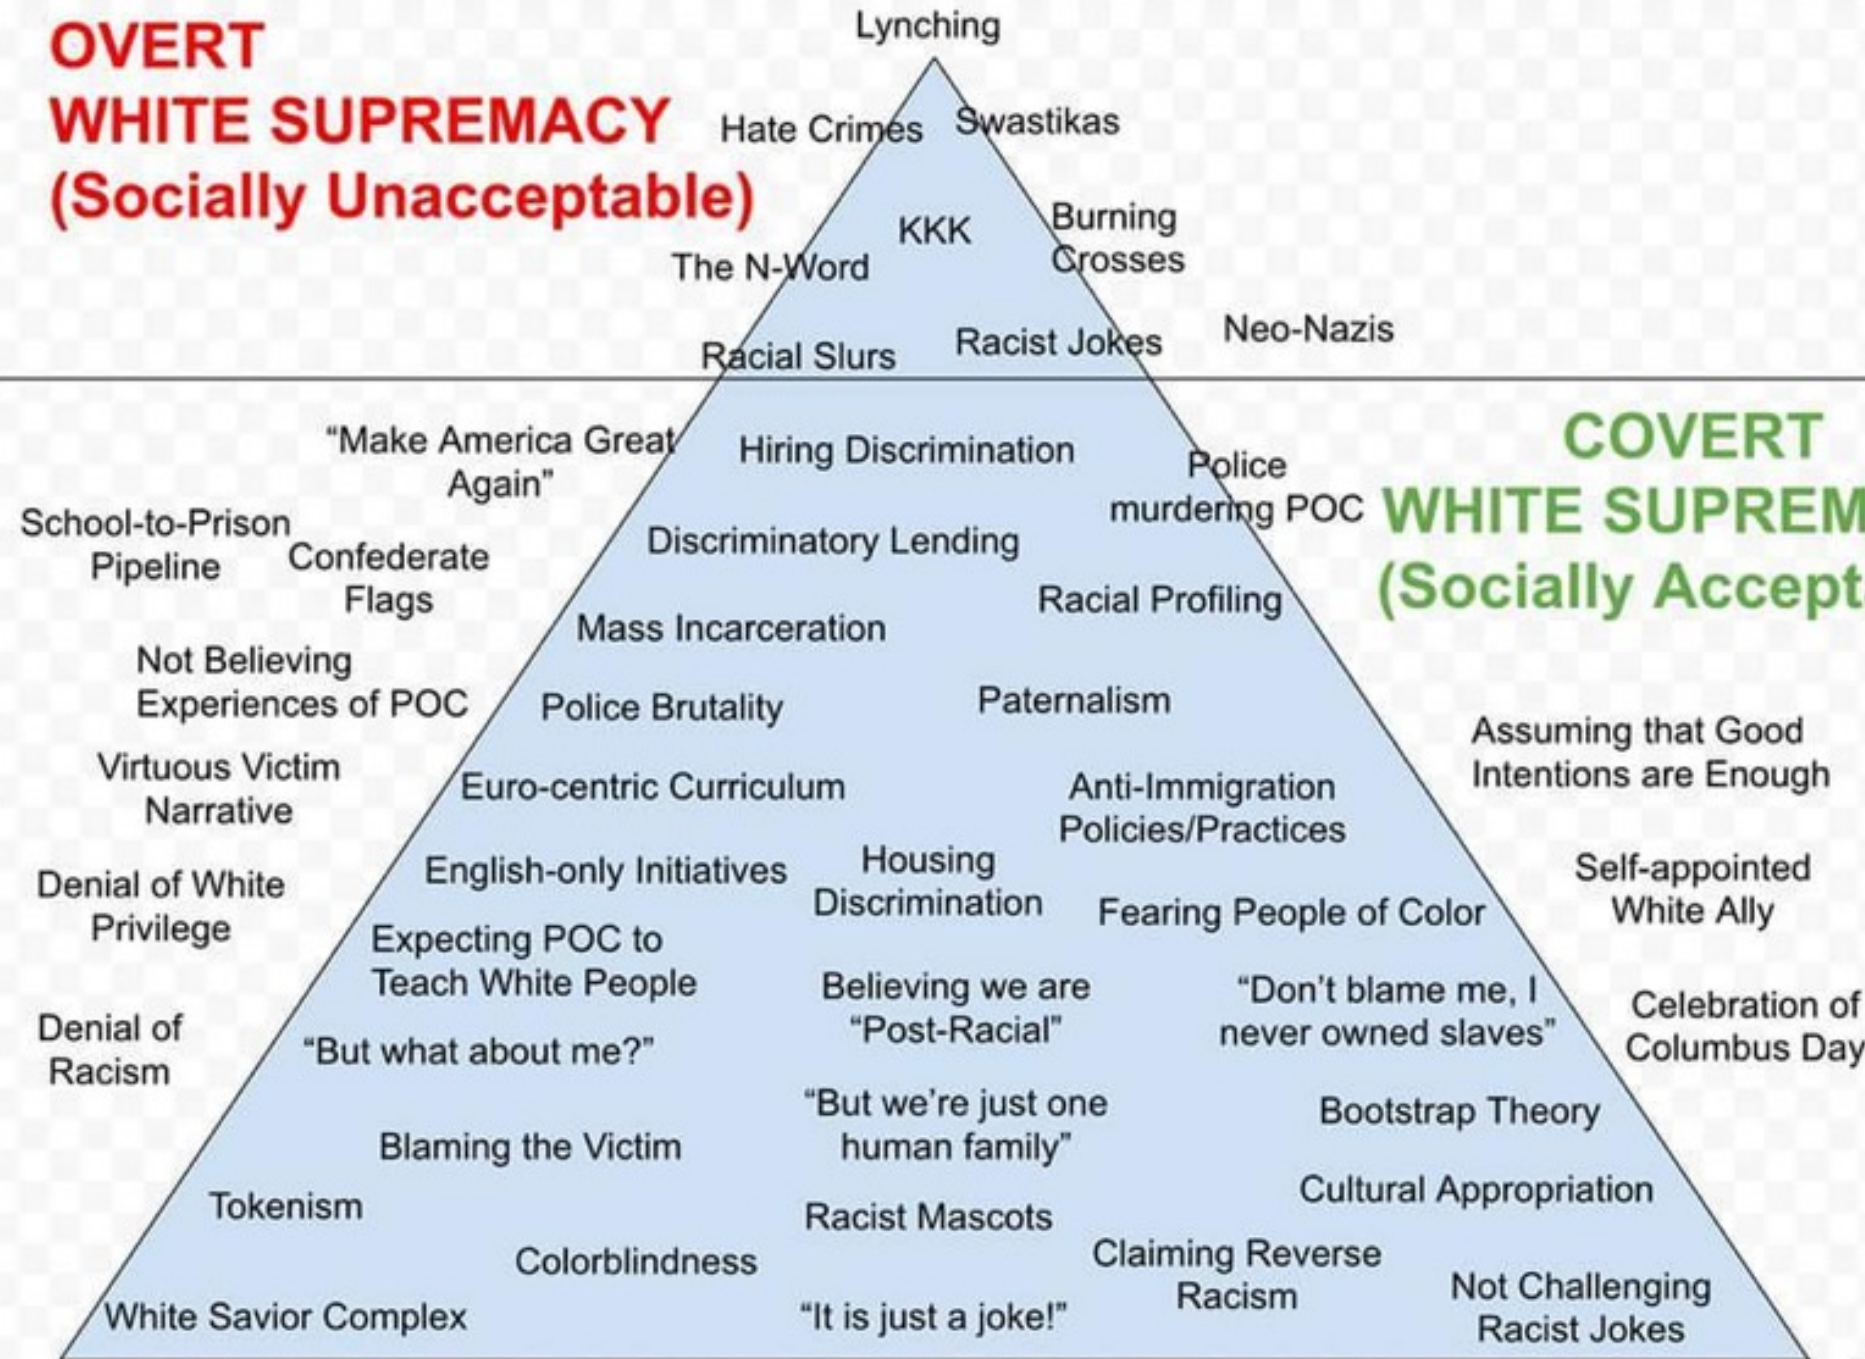 Lynching
OVERT
WHITE SUPREMACY
(Socially Unacceptable)
Hate Crimes
Swastikas
KKK
Burning
Crosses
The N-Word
Racial Slurs
Racist Jokes
Neo-Nazis
“Make America Great
Again”
Hiring Discrimination
Police
murdering POC
COVERT
WHITE SUPREM
(Socially Accept
School-to-Prison
Pipeline
Confederate
Flags
Discriminatory Lending
Racial Profiling
Mass Incarceration
Not Believing
Experiences of POC
Police Brutality
Paternalism
Assuming that Good
Intentions are Enough
Virtuous Victim
Narrative
Euro-centric Curriculum
Anti-Immigration
Policies/Practices
English-only Initiatives
Housing
Discrimination
Self-appointed
White Ally
Denial of White
Privilege
Fearing People of Color
Expecting POC to
Teach White People
Believing we are
“Post-Racial”
“Don’t blame me, I
never owned slaves”
Celebration of
Columbus Day
Denial of
Racism
“But what about me?”
“But we’re just one
human family”
Bootstrap Theory
Blaming the Victim
Cultural Appropriation
Tokenism
Racist Mascots
Colorblindness
Claiming Reverse
Racism
Not Challenging
Racist Jokes
White Savior Complex
“It is just a joke!”